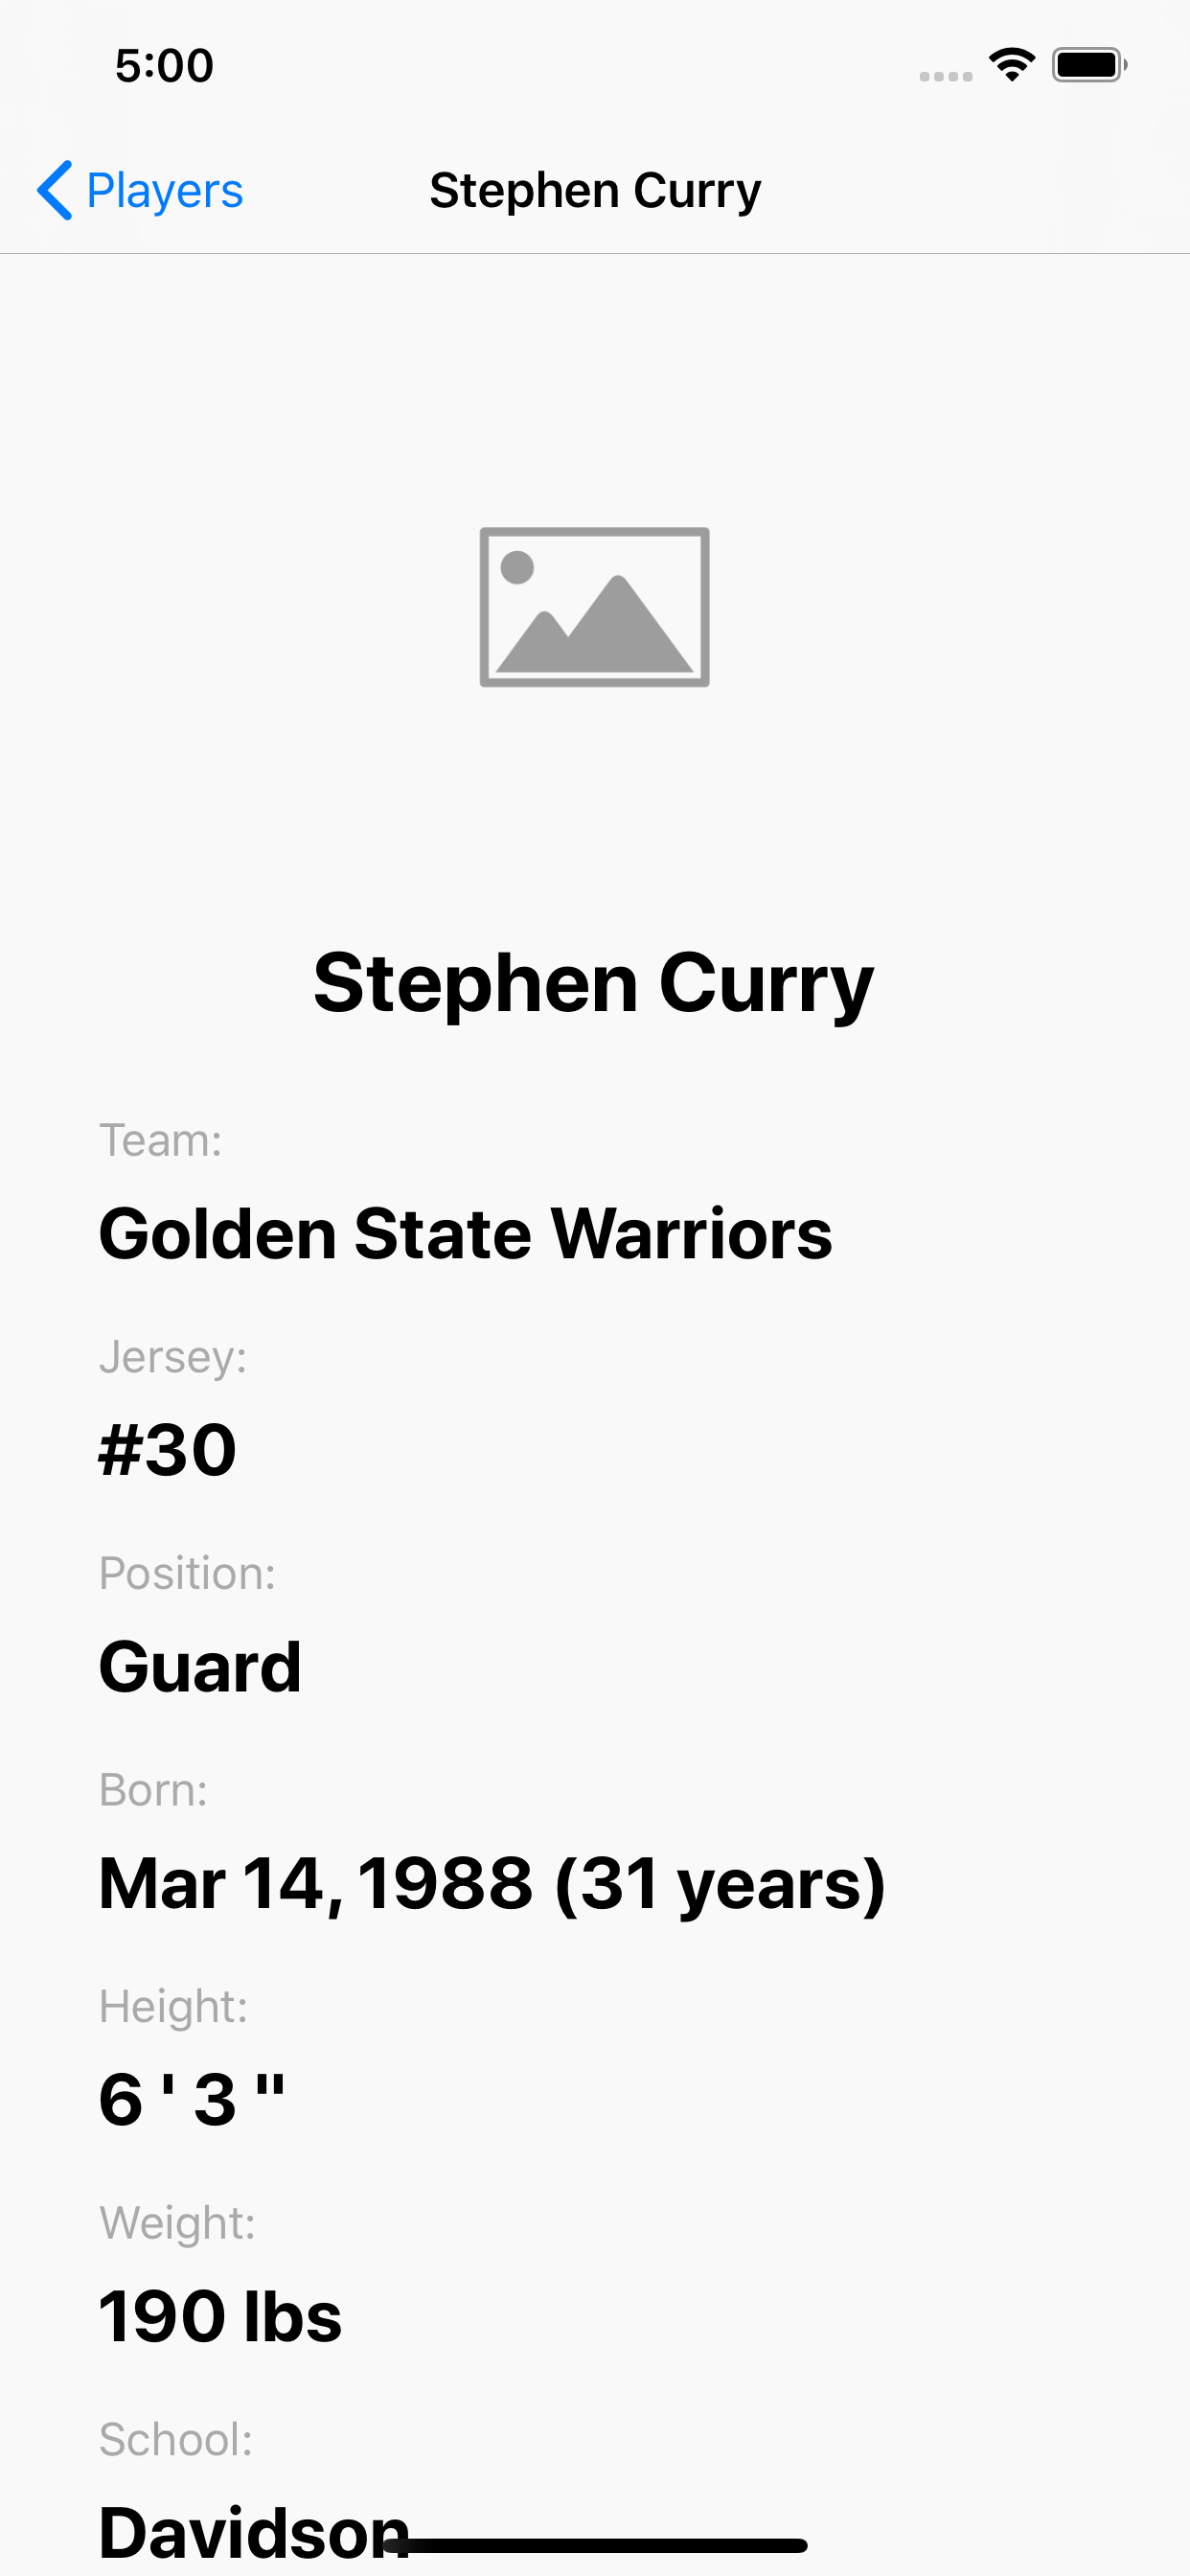 5:00
Players
Stephen Curry
Stephen Curry
Team:
Golden State Warriors
Jersey:
#30
Position:
Guard
Born:
Mar 14, 1988 (31 years)
Height:
6 ' 3 "
Weight:
190 lbs
School:
Davidson